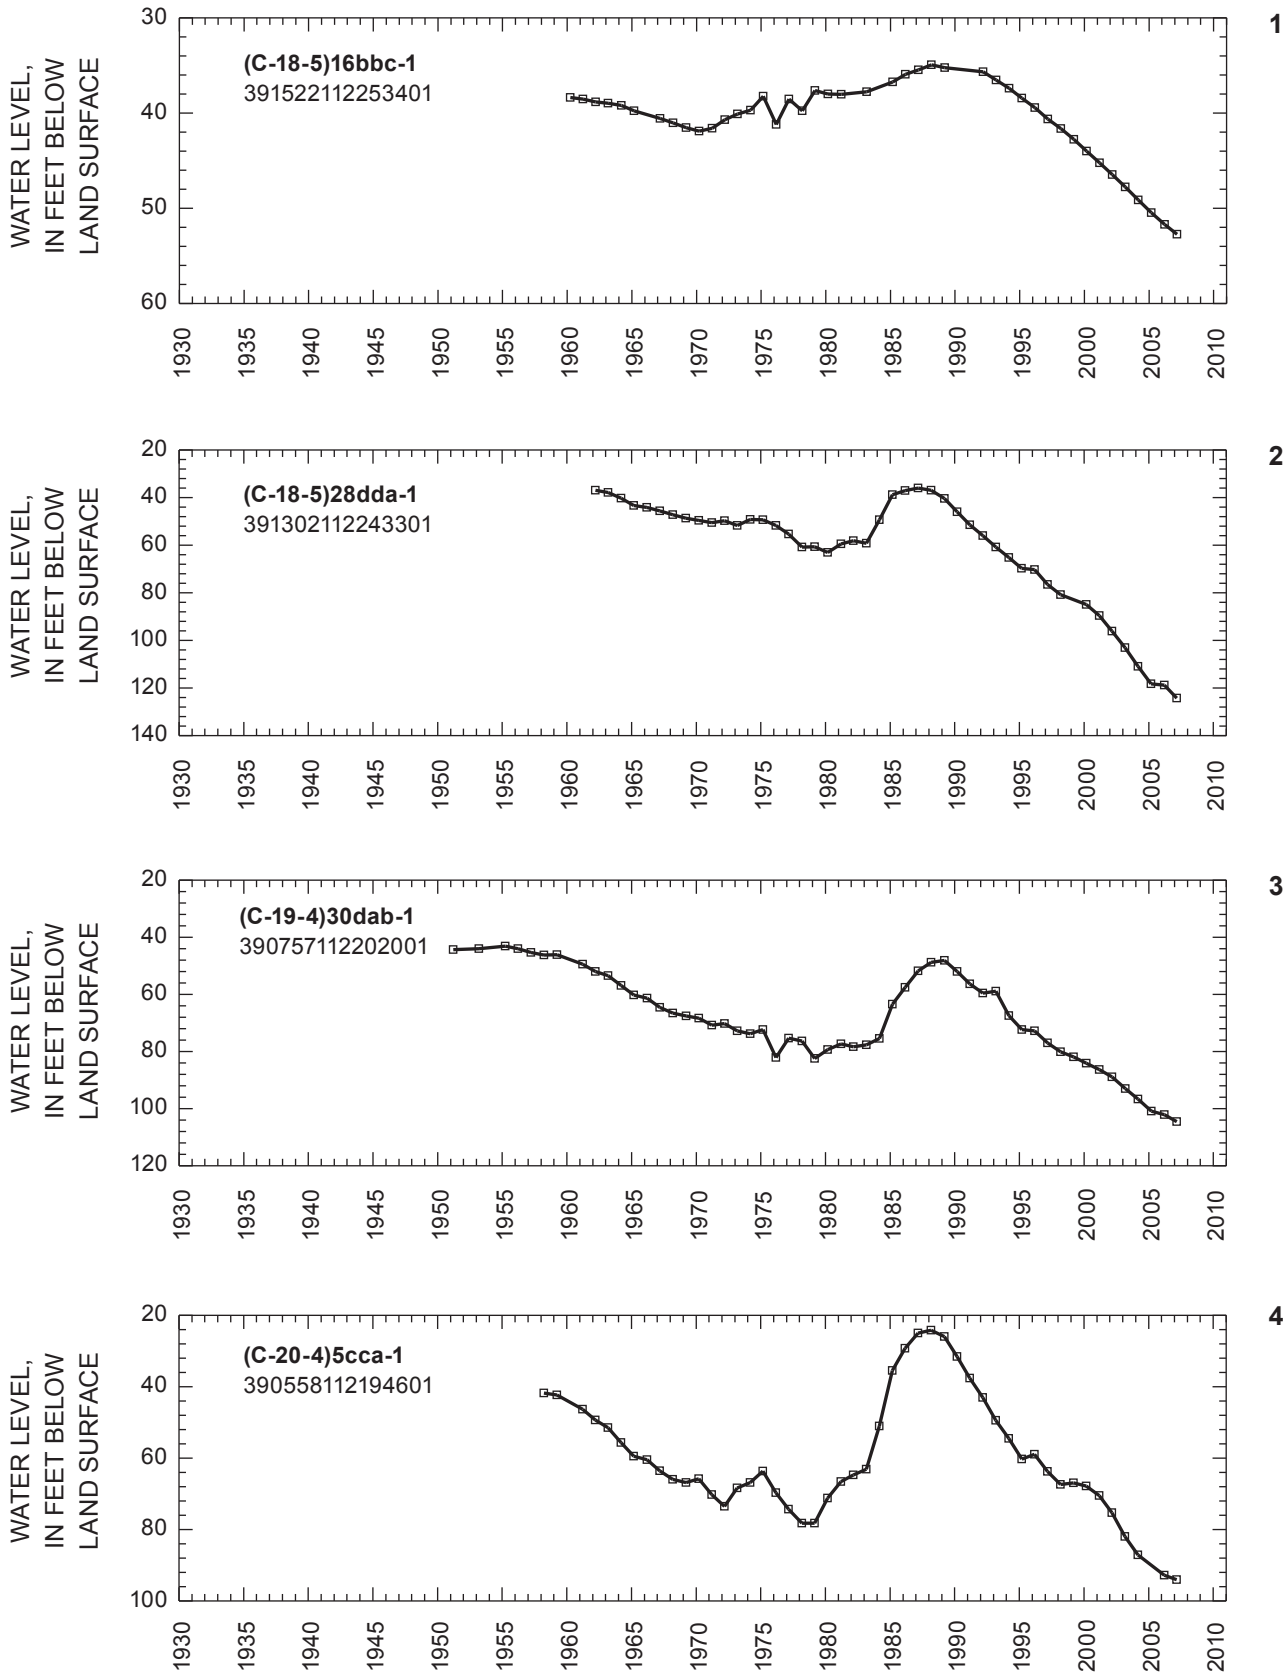 1
WATER LEVEL,
IN FEET BELOW
LAND SURFACE
30
40
50
60
(C-18-5)16bbc-1
391522112253401
1930 1935 1940 1945 1950 1955 1960 1965 1970 1975 1980 1985 1990 1995 2000 2005 2010
2
WATER LEVEL,
IN FEET BELOW
LAND SURFACE
20
40
60
80
100
120
140
(C-18-5)28dda-1
391302112243301
1930 1935 1940 1945 1950 1955 1960 1965 1970 1975 1980 1985 1990 1995 2000 2005 2010
3
WATER LEVEL,
IN FEET BELOW
LAND SURFACE
20
40
60
80
100
120
(C-19-4)30dab-1
390757112202001
1930 1935 1940 1945 1950 1955 1960 1965 1970 1975 1980 1985 1990 1995 2000 2005 2010
4
WATER LEVEL,
IN FEET BELOW
LAND SURFACE
20
40
60
80
100
(C-20-4)5cca-1
390558112194601
1930 1935 1940 1945 1950 1955 1960 1965 1970 1975 1980 1985 1990 1995 2000 2005 2010